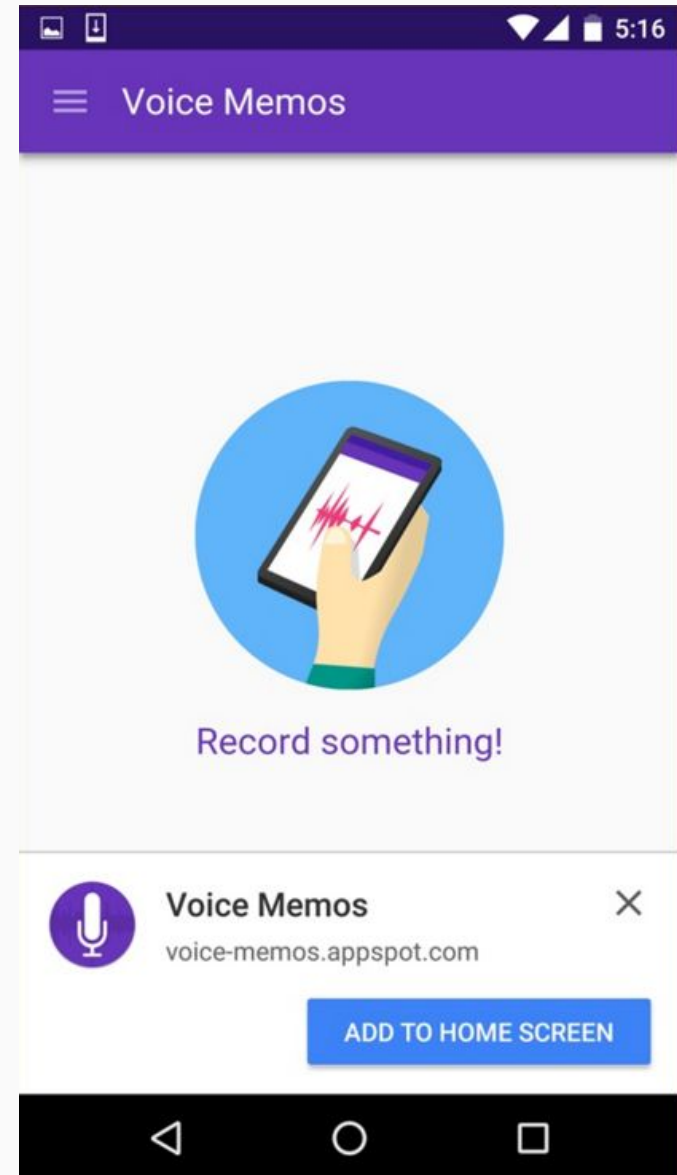 5:16
Voice Memos
Record something!
Voice Memos
voice-memos.appspot.com
ADD TO HOME SCREEN